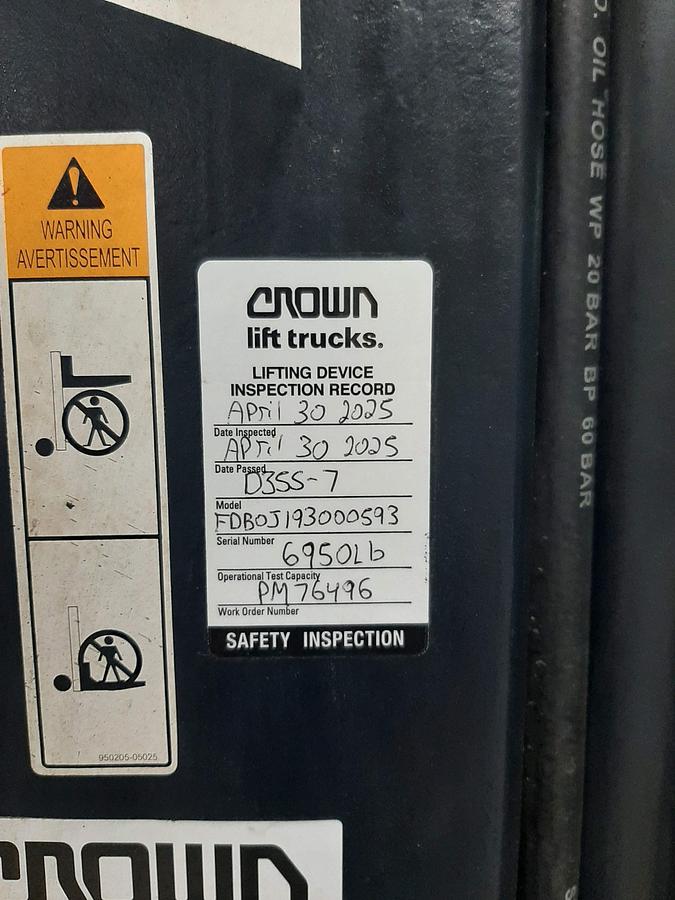 WARNING
AVERTISSEMENT
950205-05025
CROWN
lift trucks.
LIFTING DEVICE
INSPECTION RECORD
April 30 2025
Date Inspected
April 30 2025
Date Passed
D35S-7
Model
FDB0J193000593
Serial Number
6950Lb
Operational Test Capacity
PM76496
Work Order Number
SAFETY INSPECTION
CROWN
OIL HOSE WP 20 BAR BP 60 BAR